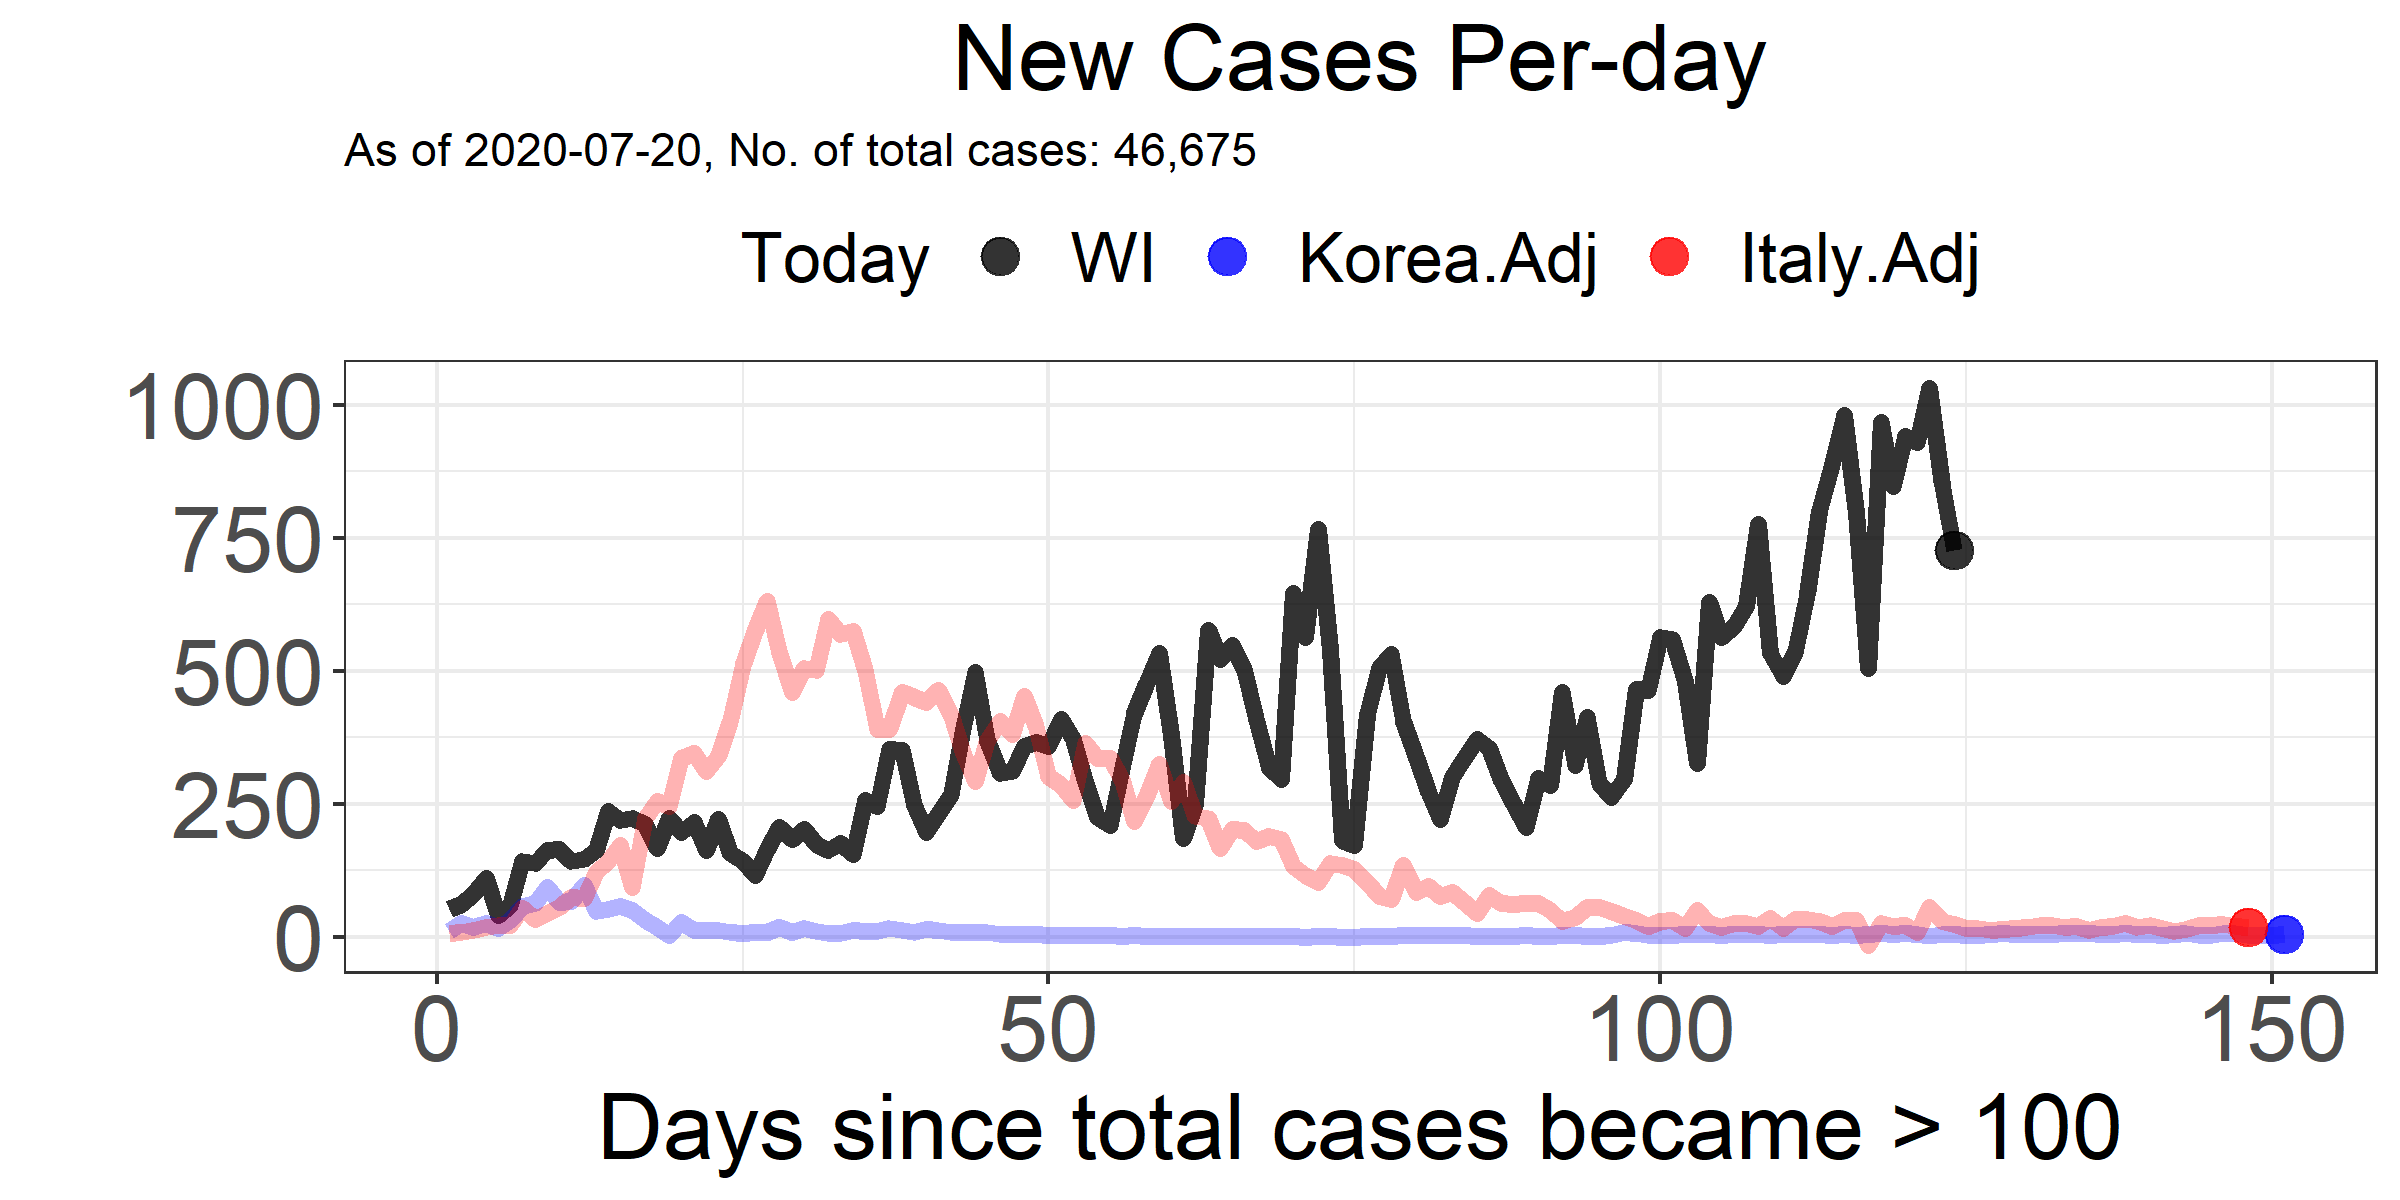 New Cases Per-day
As of 2020-07-20, No. of total cases: 46,675
Today WI Korea.Adj Italy.Adj
1000
750
500
250
0
0 50 100 150
Days since total cases became > 100